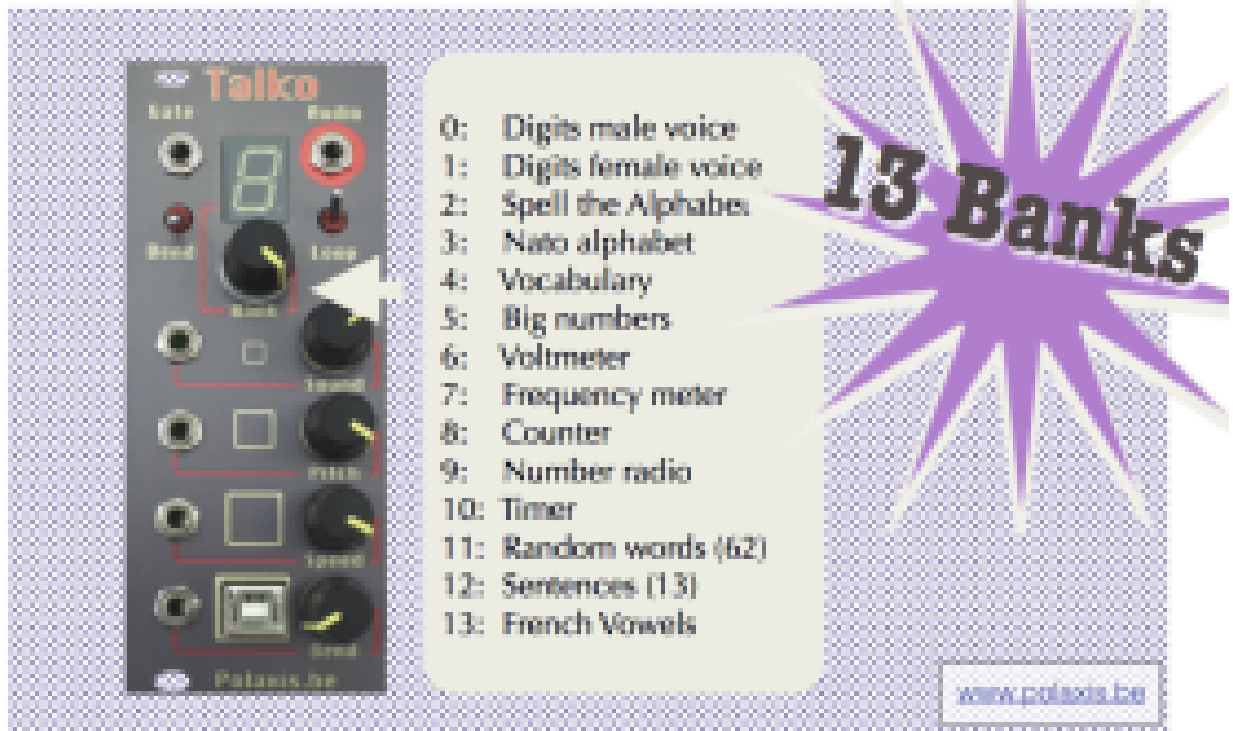 Talko
Gate
Audio
8
Bend
Loop
Bank
Sound
Pitch
Speed
Bend
Polaxis.be
0: Digits male voice
1: Digits female voice
2: Spell the Alphabet
3: Nato alphabet
4: Vocabulary
5: Big numbers
6: Voltmeter
7: Frequency meter
8: Counter
9: Number radio
10: Timer
11: Random words (62)
12: Sentences (13)
13: French Vowels
13 Banks
www.polaxis.be